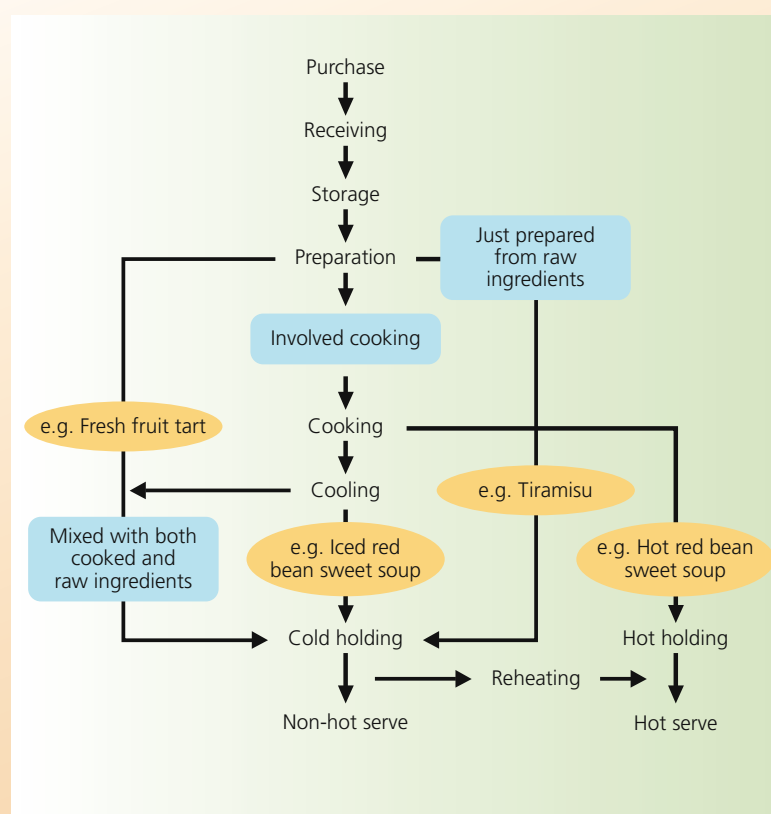 Purchase
Receiving
Storage
Just prepared
from raw
ingredients
Preparation
Involved cooking
e.g. Fresh fruit tart
Cooking
Cooling
e.g. Tiramisu
Mixed with both
cooked and
raw ingredients
e.g. Iced red
bean sweet soup
e.g. Hot red bean
sweet soup
Cold holding
Hot holding
Reheating
Non-hot serve
Hot serve